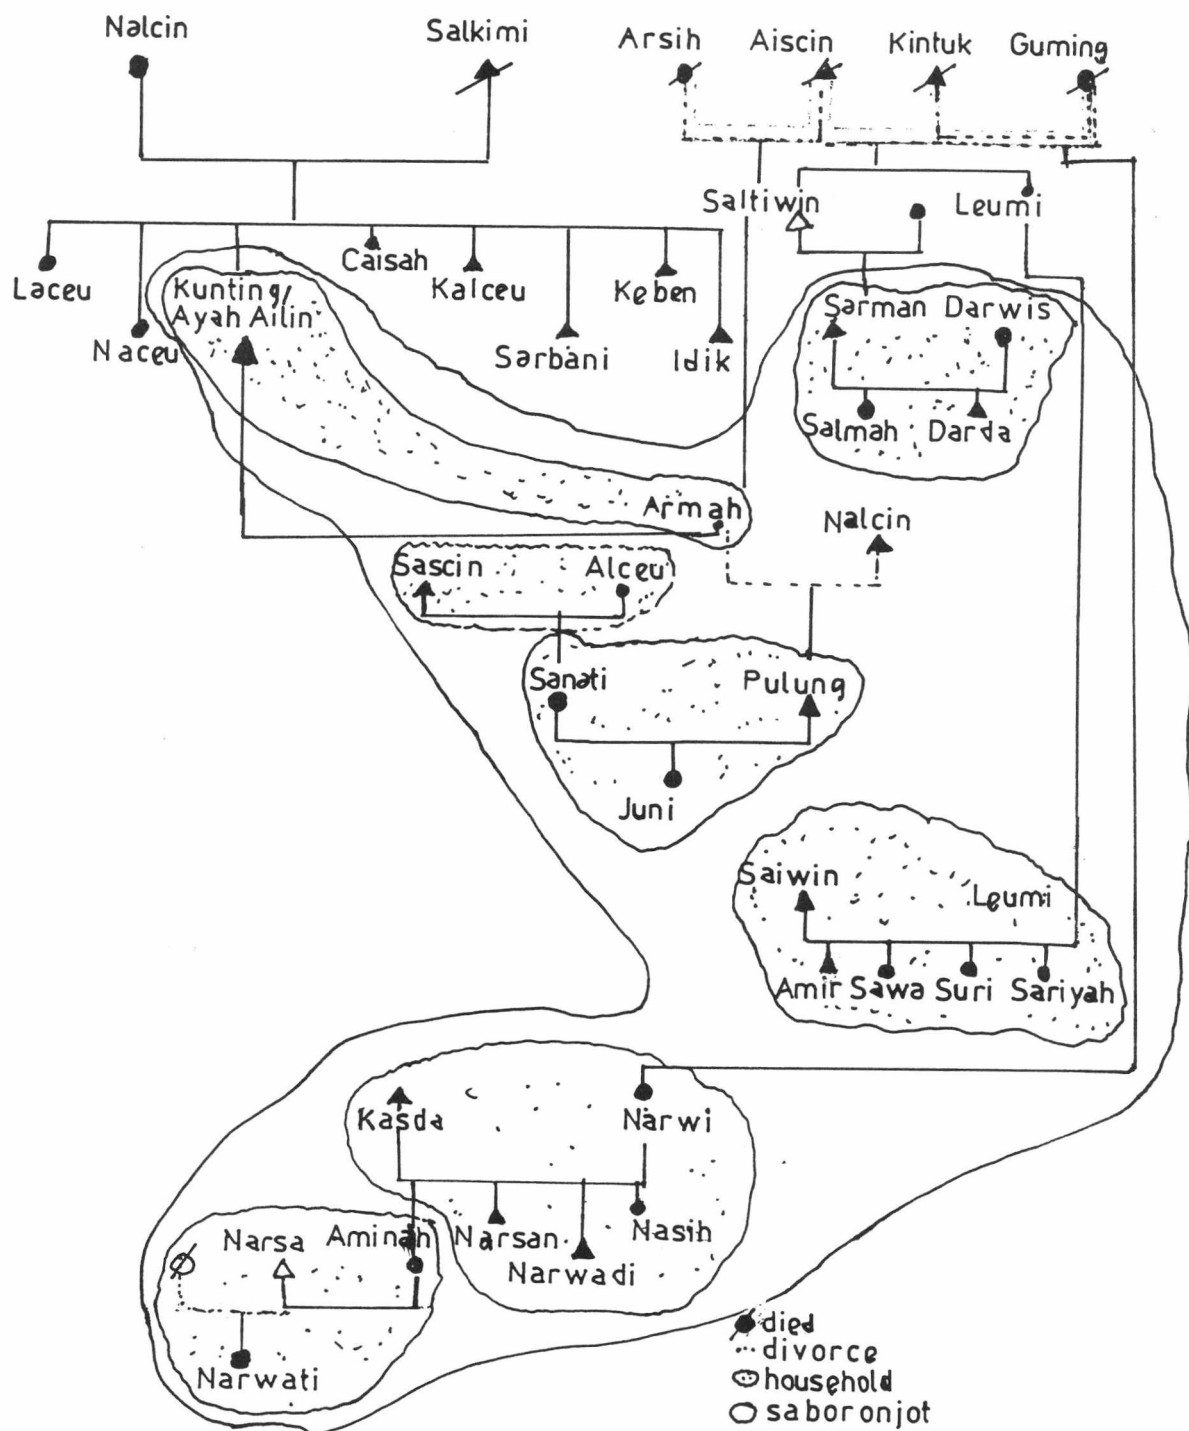 Nalcin
Salkimi
Arsih
Aiscin
Kintuk
Guming
Saltiwin
Leumi
Laceu
Naceu
Kunting/
Ayah Ailin
Caisah
Kalceu
Sarbani
Keben
Idik
Sarman
Darwis
Salmah
Darda
Armah
Nalcin
Sascin
Alceu
Sanati
Pulung
Juni
Saiwin
Leumi
Amir
Sawa
Suri
Sariyah
Kasda
Narwi
Narsa
Aminah
Narsan
Narwadi
Nasih
Narwati
died
divorce
household
saboronjot